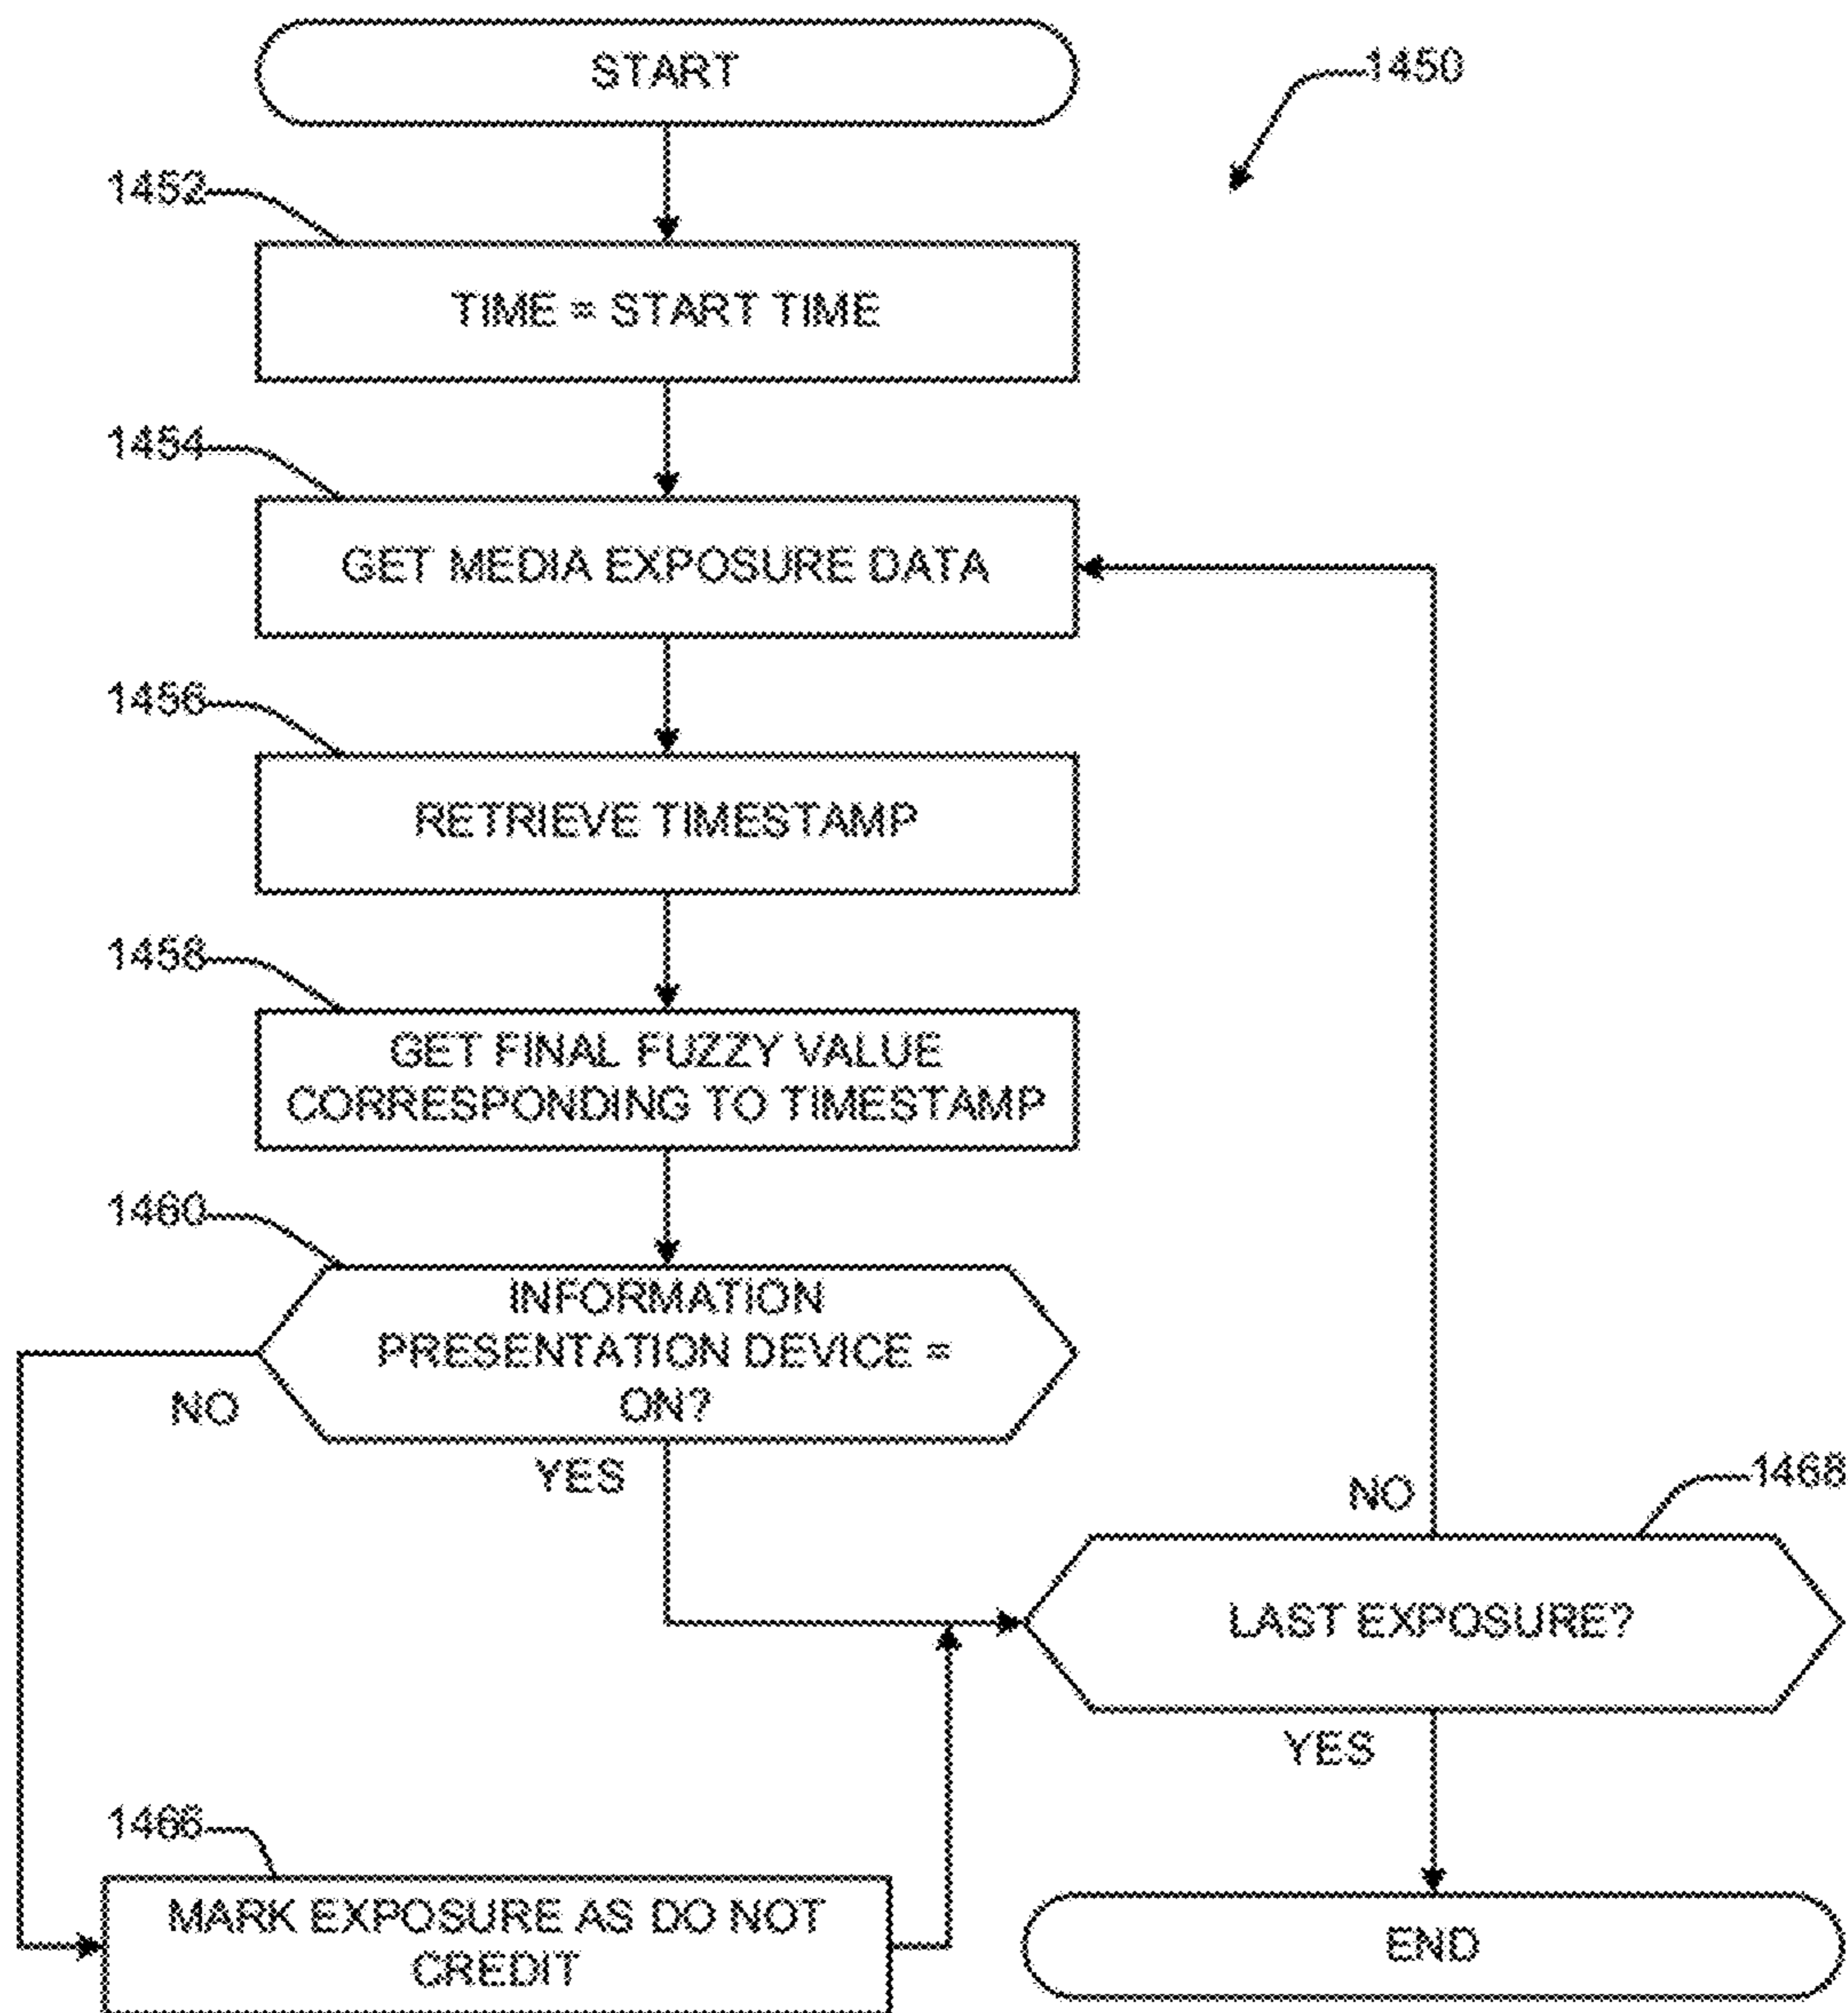 START
1450
1452
TIME = START TIME
1454
GET MEDIA EXPOSURE DATA
1456
RETRIEVE TIMESTAMP
1458
GET FINAL FUZZY VALUE
CORRESPONDING TO TIMESTAMP
1460
INFORMATION
PRESENTATION DEVICE =
ON?
NO
YES
NO
1468
LAST EXPOSURE?
YES
1466
MARK EXPOSURE AS DO NOT
CREDIT
END